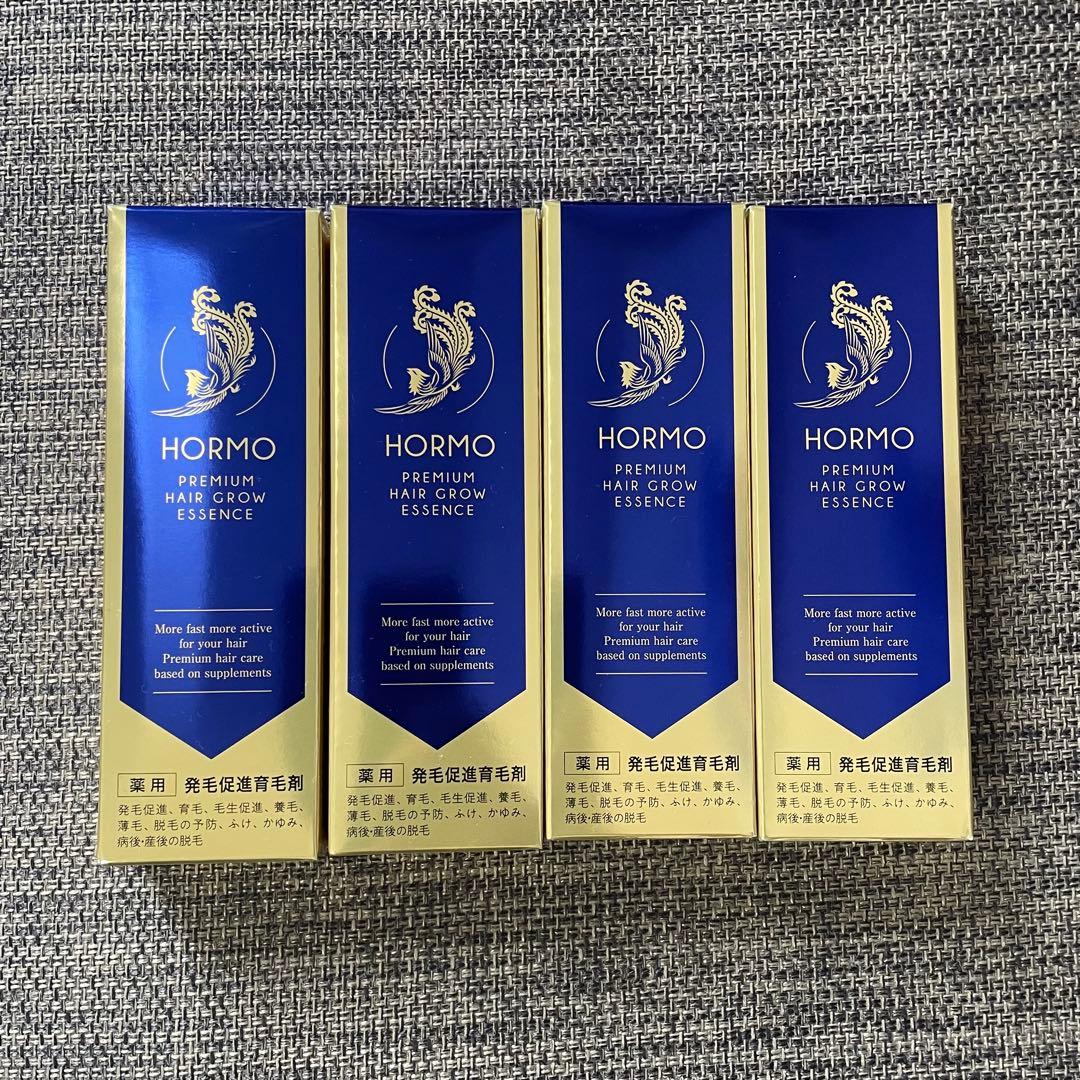 HORMO
PREMIUM
HAIR GROW
ESSENCE
More fast more active
for your hair
Premium hair care
based on supplements
薬用 発毛促進育毛剤
発毛促進、育毛、毛生促進、養毛、
薄毛、脱毛の予防、ふけ、かゆみ、
病後・産後の脱毛
HORMO
PREMIUM
HAIR GROW
ESSENCE
More fast more active
for your hair
Premium hair care
based on supplements
薬用 発毛促進育毛剤
発毛促進、育毛、毛生促進、養毛、
薄毛、脱毛の予防、ふけ、かゆみ、
病後・産後の脱毛
HORMO
PREMIUM
HAIR GROW
ESSENCE
More fast more active
for your hair
Premium hair care
based on supplements
薬用 発毛促進育毛剤
発毛促進、育毛、毛生促進、養毛、
薄毛、脱毛の予防、ふけ、かゆみ、
病後・産後の脱毛
HORMO
PREMIUM
HAIR GROW
ESSENCE
More fast more active
for your hair
Premium hair care
based on supplements
薬用 発毛促進育毛剤
発毛促進、育毛、毛生促進、養毛、
薄毛、脱毛の予防、ふけ、かゆみ、
病後・産後の脱毛